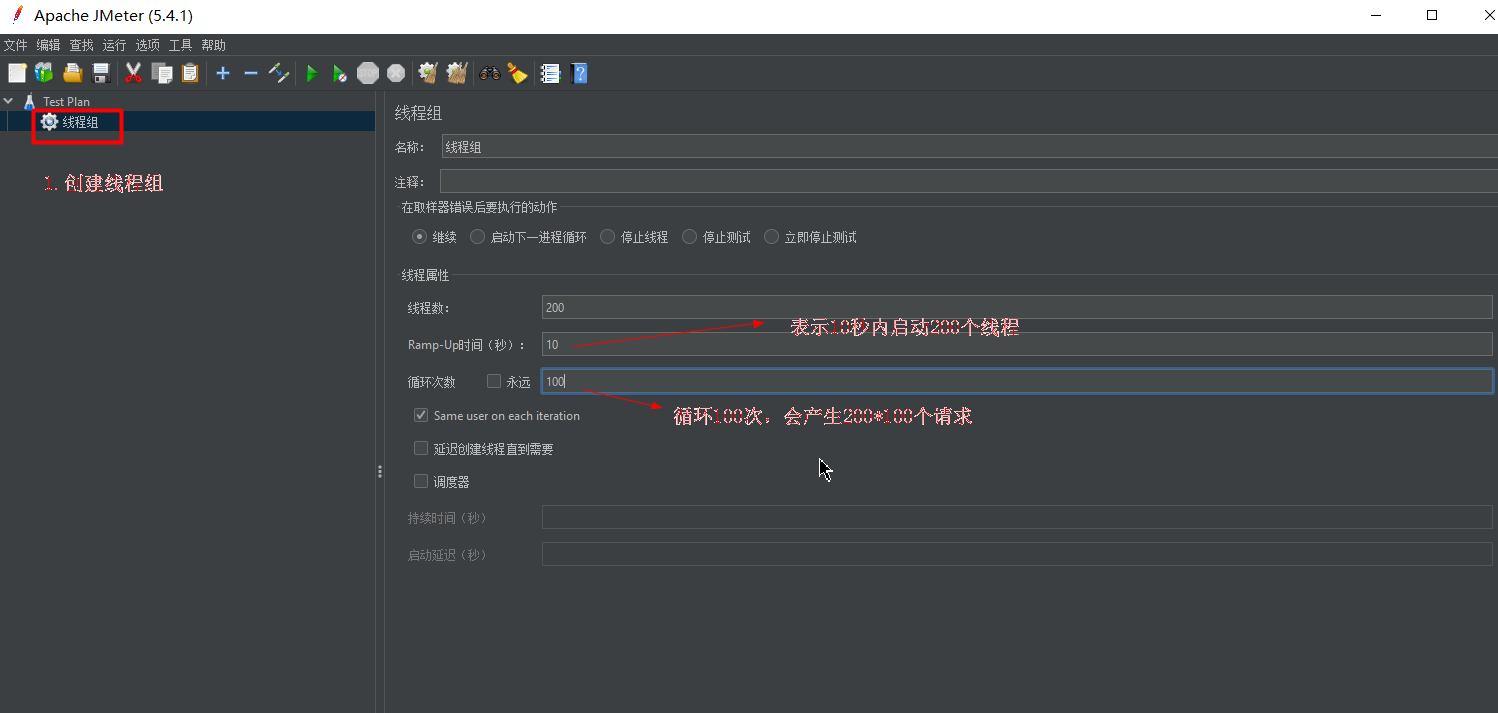 Apache JMeter (5.4.1)
文件 编辑 查找 运行 选项 工具 帮助
STOP
Test Plan
线程组
1. 创建线程组
线程组
名称： 线程组
注释：
在取样器错误后要执行的动作
继续 启动下一进程循环 停止线程 停止测试 立即停止测试
线程属性
线程数： 200
表示10秒内启动200个线程
Ramp-Up时间（秒）： 10
循环次数 永远 100
Same user on each iteration
循环100次，会产生200*100个请求
延迟创建线程直到需要
调度器
持续时间（秒）
启动延迟（秒）